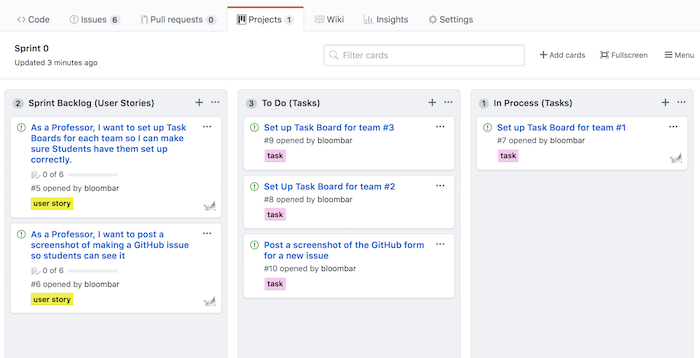 Code Issues 6 Pull requests 0 Projects 1 Wiki Insights Settings
Sprint 0
Updated 3 minutes ago
Filter cards
Add cards Fullscreen Menu
2 Sprint Backlog (User Stories)
As a Professor, I want to set up Task
Boards for each team so I can make
sure Students have them set up
correctly.
0 of 6
#5 opened by bloombar
user story
As a Professor, I want to post a
screenshot of making a GitHub issue
so students can see it
0 of 6
#6 opened by bloombar
user story
3 To Do (Tasks)
Set up Task Board for team #3
#9 opened by bloombar
task
Set Up Task Board for team #2
#8 opened by bloombar
task
Post a screenshot of the GitHub form
for a new issue
#10 opened by bloombar
task
1 In Process (Tasks)
Set up Task Board for team #1
#7 opened by bloombar
task